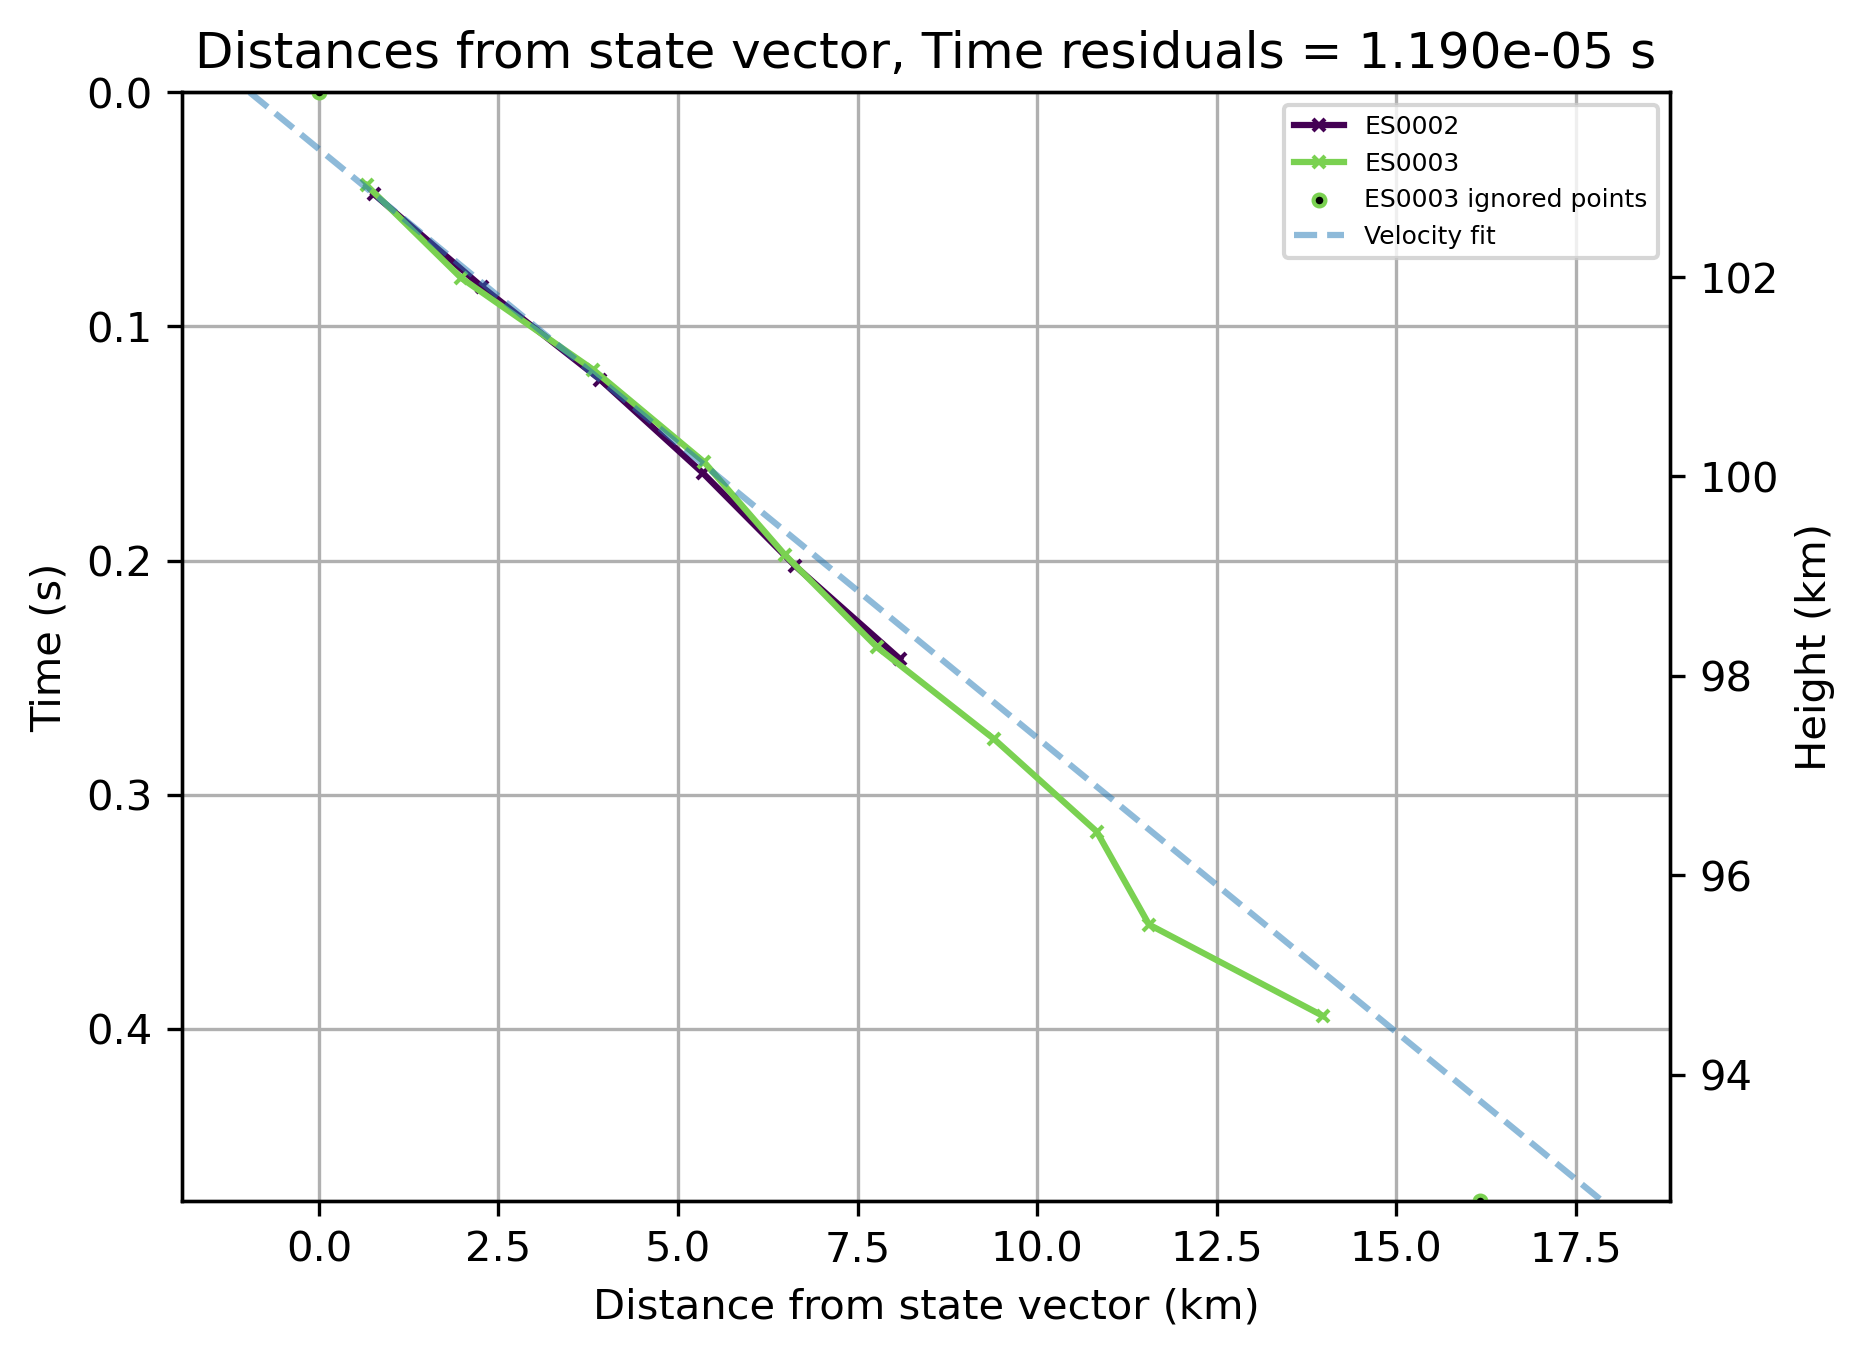 Distances from state vector, Time residuals = 1.190e-05 s
ES0002
ES0003
ES0003 ignored points
Velocity fit
0.0
0.1
0.2
0.3
0.4
Time (s)
102
100
98
96
94
Height (km)
0.0 2.5 5.0 7.5 10.0 12.5 15.0 17.5
Distance from state vector (km)